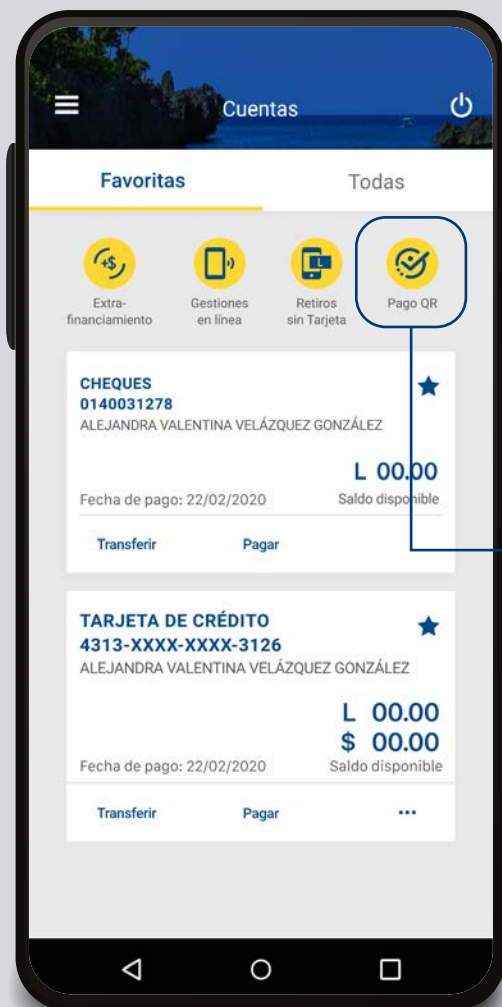 Cuentas
Favoritas Todas
+$
L
Extra- Gestiones Retiros Pago QR
financiamiento en línea sin Tarjeta
CHEQUES
0140031278
ALEJANDRA VALENTINA VELÁZQUEZ GONZÁLEZ
L 00.00
Fecha de pago: 22/02/2020 Saldo disponible
Transferir Pagar
TARJETA DE CRÉDITO
4313-XXXX-XXXX-3126
ALEJANDRA VALENTINA VELÁZQUEZ GONZÁLEZ
L 00.00
$ 00.00
Fecha de pago: 22/02/2020 Saldo disponible
Transferir Pagar ...